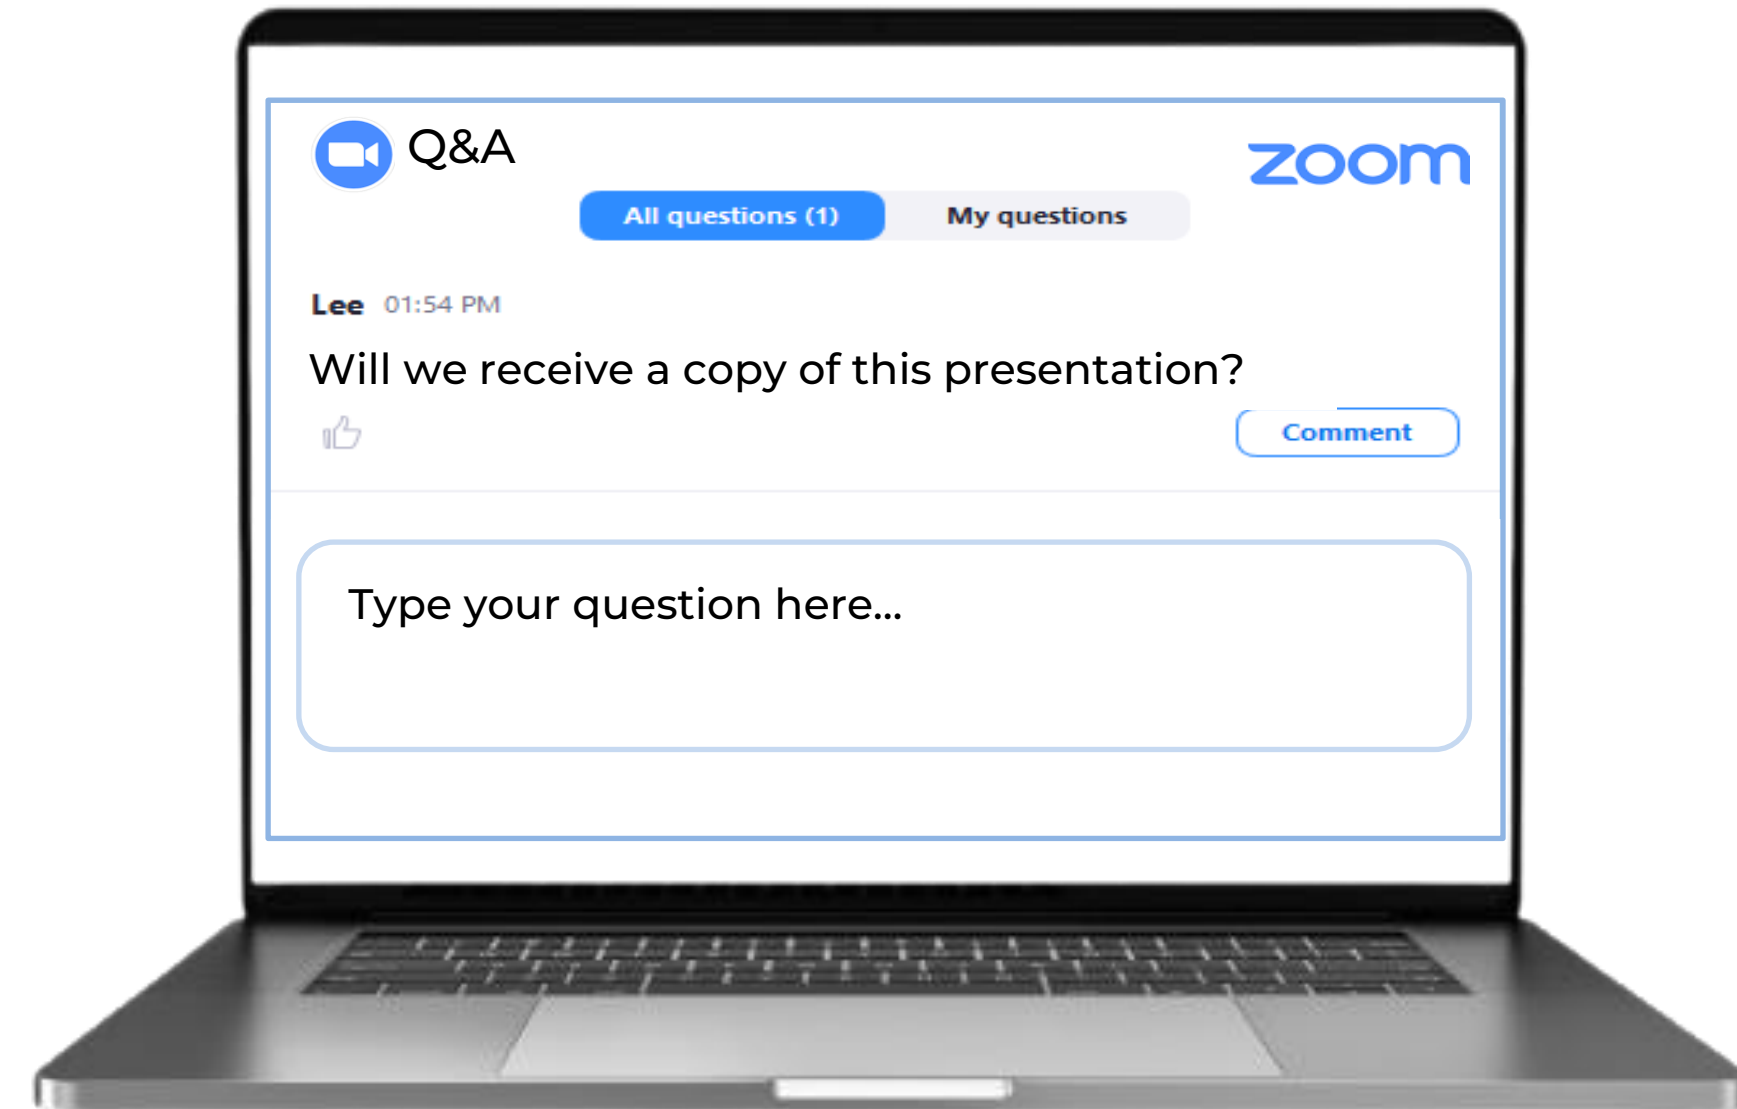 Q&A
zoom
All questions (1) My questions
Lee 01:54 PM
Will we receive a copy of this presentation?
Comment
Type your question here...